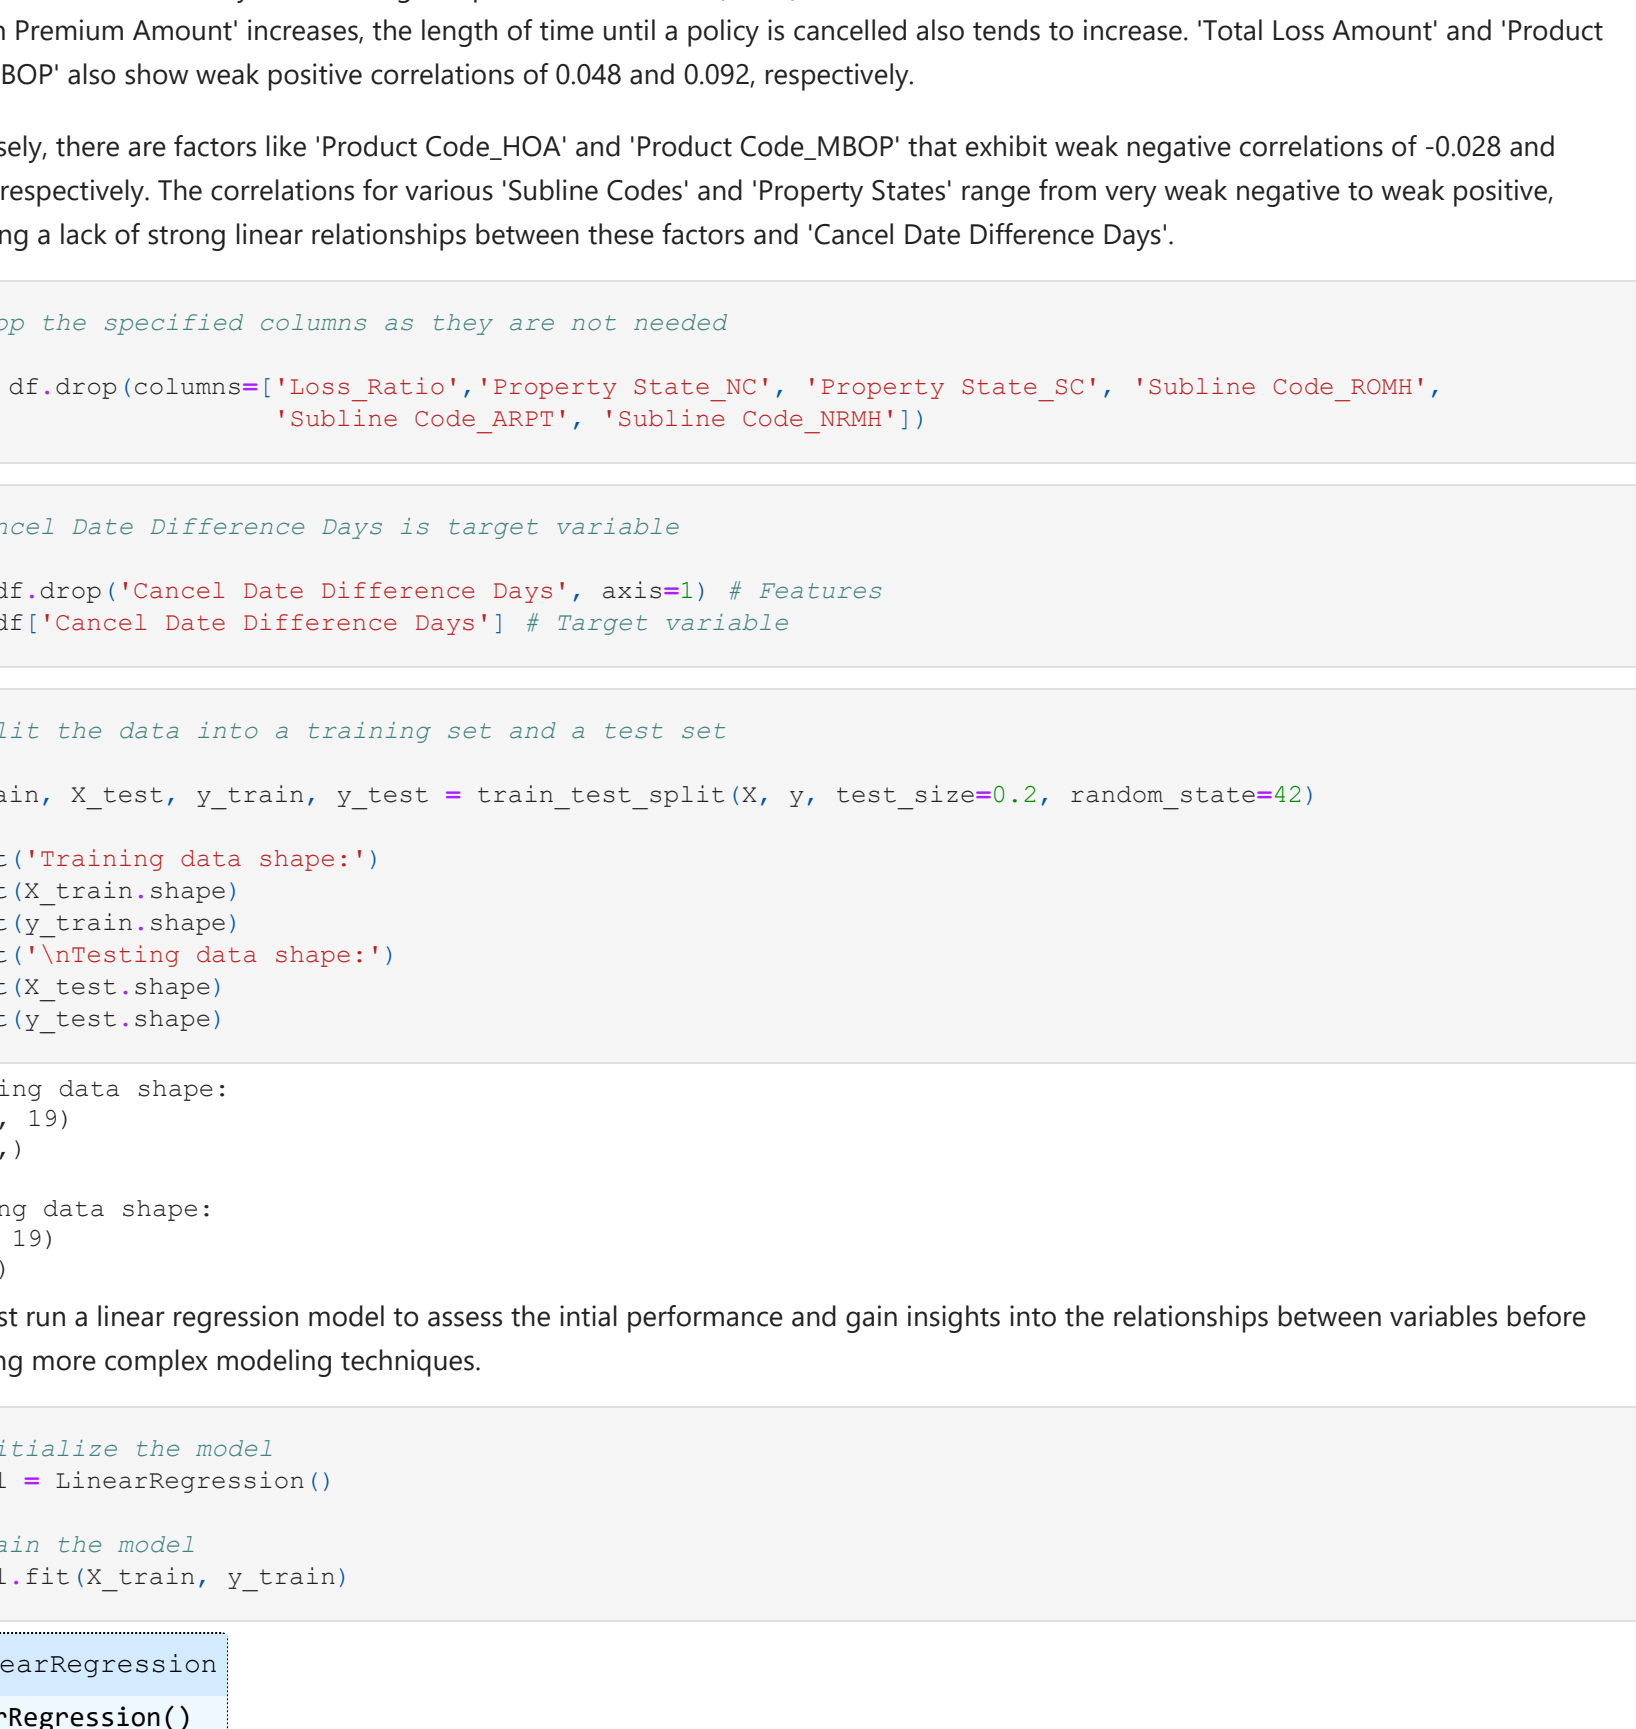 n Premium Amount' increases, the length of time until a policy is cancelled also tends to increase. 'Total Loss Amount' and 'Product
BOP' also show weak positive correlations of 0.048 and 0.092, respectively.
sely, there are factors like 'Product Code_HOA' and 'Product Code_MBOP' that exhibit weak negative correlations of -0.028 and
respectively. The correlations for various 'Subline Codes' and 'Property States' range from very weak negative to weak positive,
ng a lack of strong linear relationships between these factors and 'Cancel Date Difference Days'.
op the specified columns as they are not needed
df.drop(columns=['Loss_Ratio','Property State_NC', 'Property State_SC', 'Subline Code_ROMH',
'Subline Code_ARPT', 'Subline Code_NRMH'])
ncel Date Difference Days is target variable
df.drop('Cancel Date Difference Days', axis=1) # Features
df['Cancel Date Difference Days'] # Target variable
lit the data into a training set and a test set
ain, X_test, y_train, y_test = train_test_split(X, y, test_size=0.2, random_state=42)
t('Training data shape:')
t(X_train.shape)
t(y_train.shape)
t('\nTesting data shape:')
t(X_test.shape)
t(y_test.shape)
ing data shape:
, 19)
,)
ng data shape:
19)
)
st run a linear regression model to assess the intial performance and gain insights into the relationships between variables before
ng more complex modeling techniques.
itialize the model
l = LinearRegression()
ain the model
l.fit(X_train, y_train)
earRegression
rRegression()